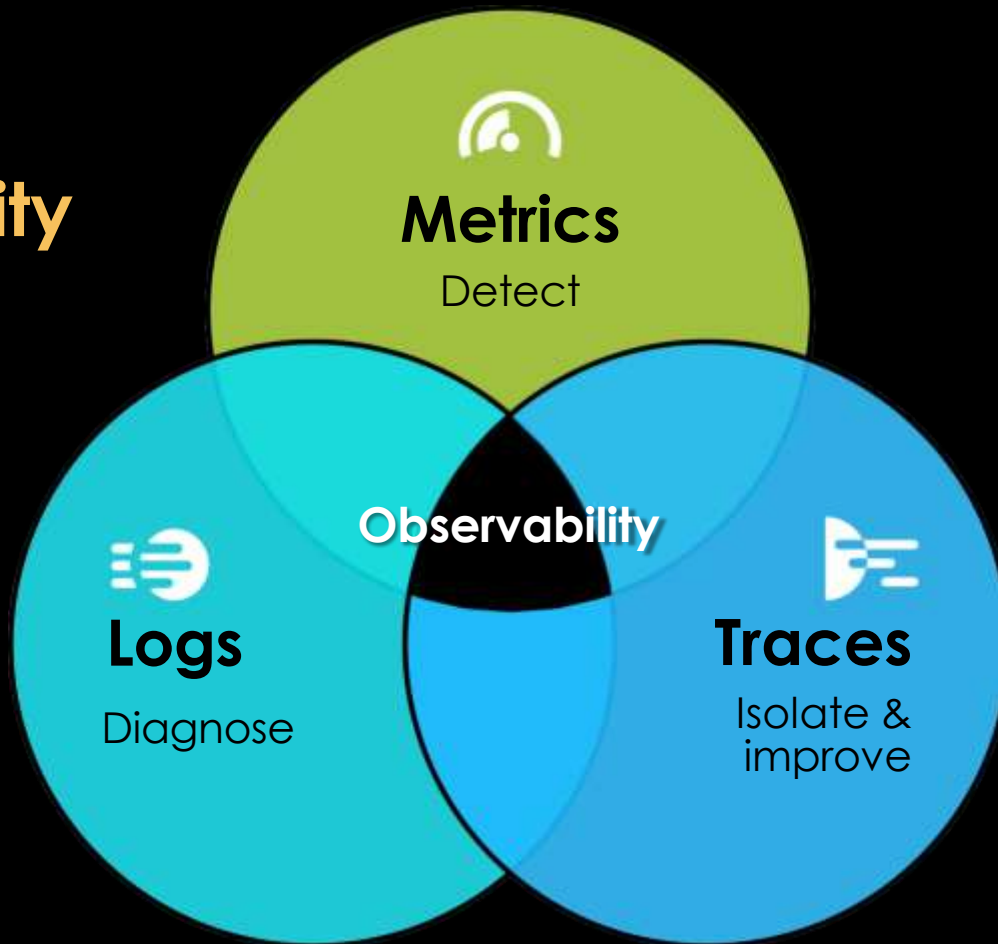 ity
Metrics
Detect
Observability
Logs
Diagnose
Traces
Isolate &
improve